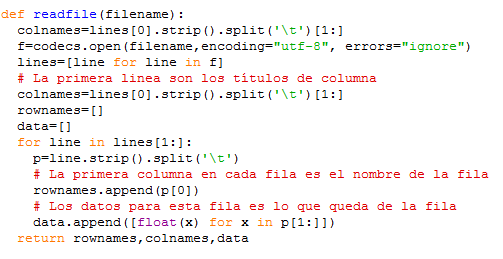 def readfile(filename):
  colnames=lines[0].strip().split('\t')[1:]
  f=codecs.open(filename,encoding="utf-8", errors="ignore")
  lines=[line for line in f]
  # La primera linea son los títulos de columna
  colnames=lines[0].strip().split('\t')[1:]
  rownames=[]
  data=[]
  for line in lines[1:]:
    p=line.strip().split('\t')
    # La primera columna en cada fila es el nombre de la fila
    rownames.append(p[0])
    # Los datos para esta fila es lo que queda de la fila
    data.append([float(x) for x in p[1:]])
  return rownames,colnames,data